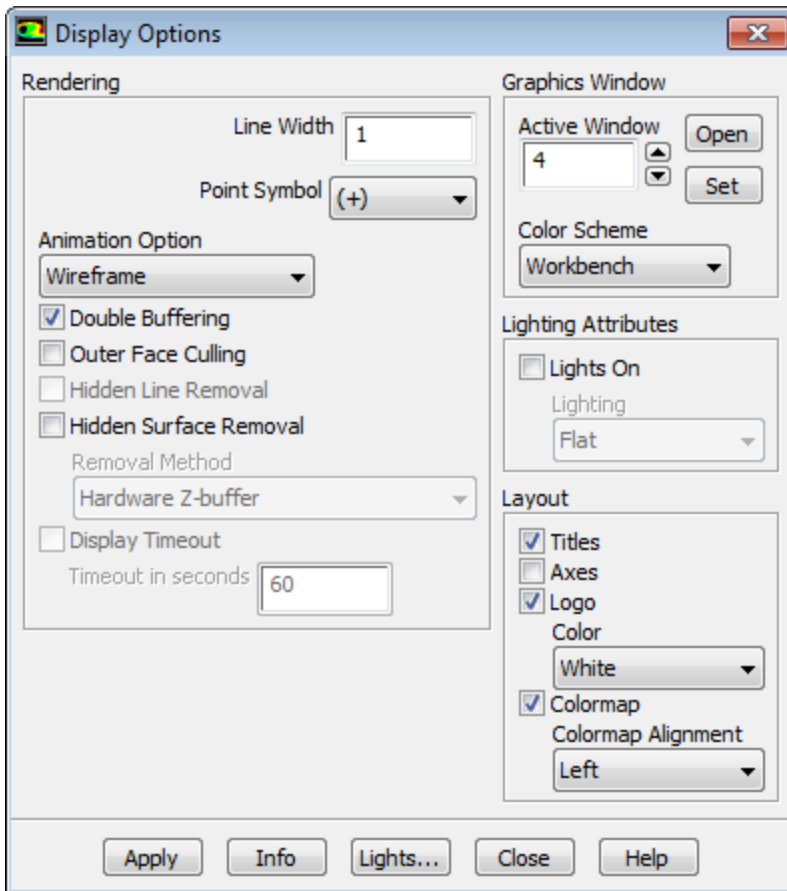 Display Options
Rendering
Line Width 1
Point Symbol (+)
Animation Option
Wireframe
Double Buffering
Outer Face Culling
Hidden Line Removal
Hidden Surface Removal
Removal Method
Hardware Z-buffer
Display Timeout
Timeout in seconds 60
Graphics Window
Active Window
4
Open
Set
Color Scheme
Workbench
Lighting Attributes
Lights On
Lighting
Flat
Layout
Titles
Axes
Logo
Color
White
Colormap
Colormap Alignment
Left
Apply Info Lights... Close Help